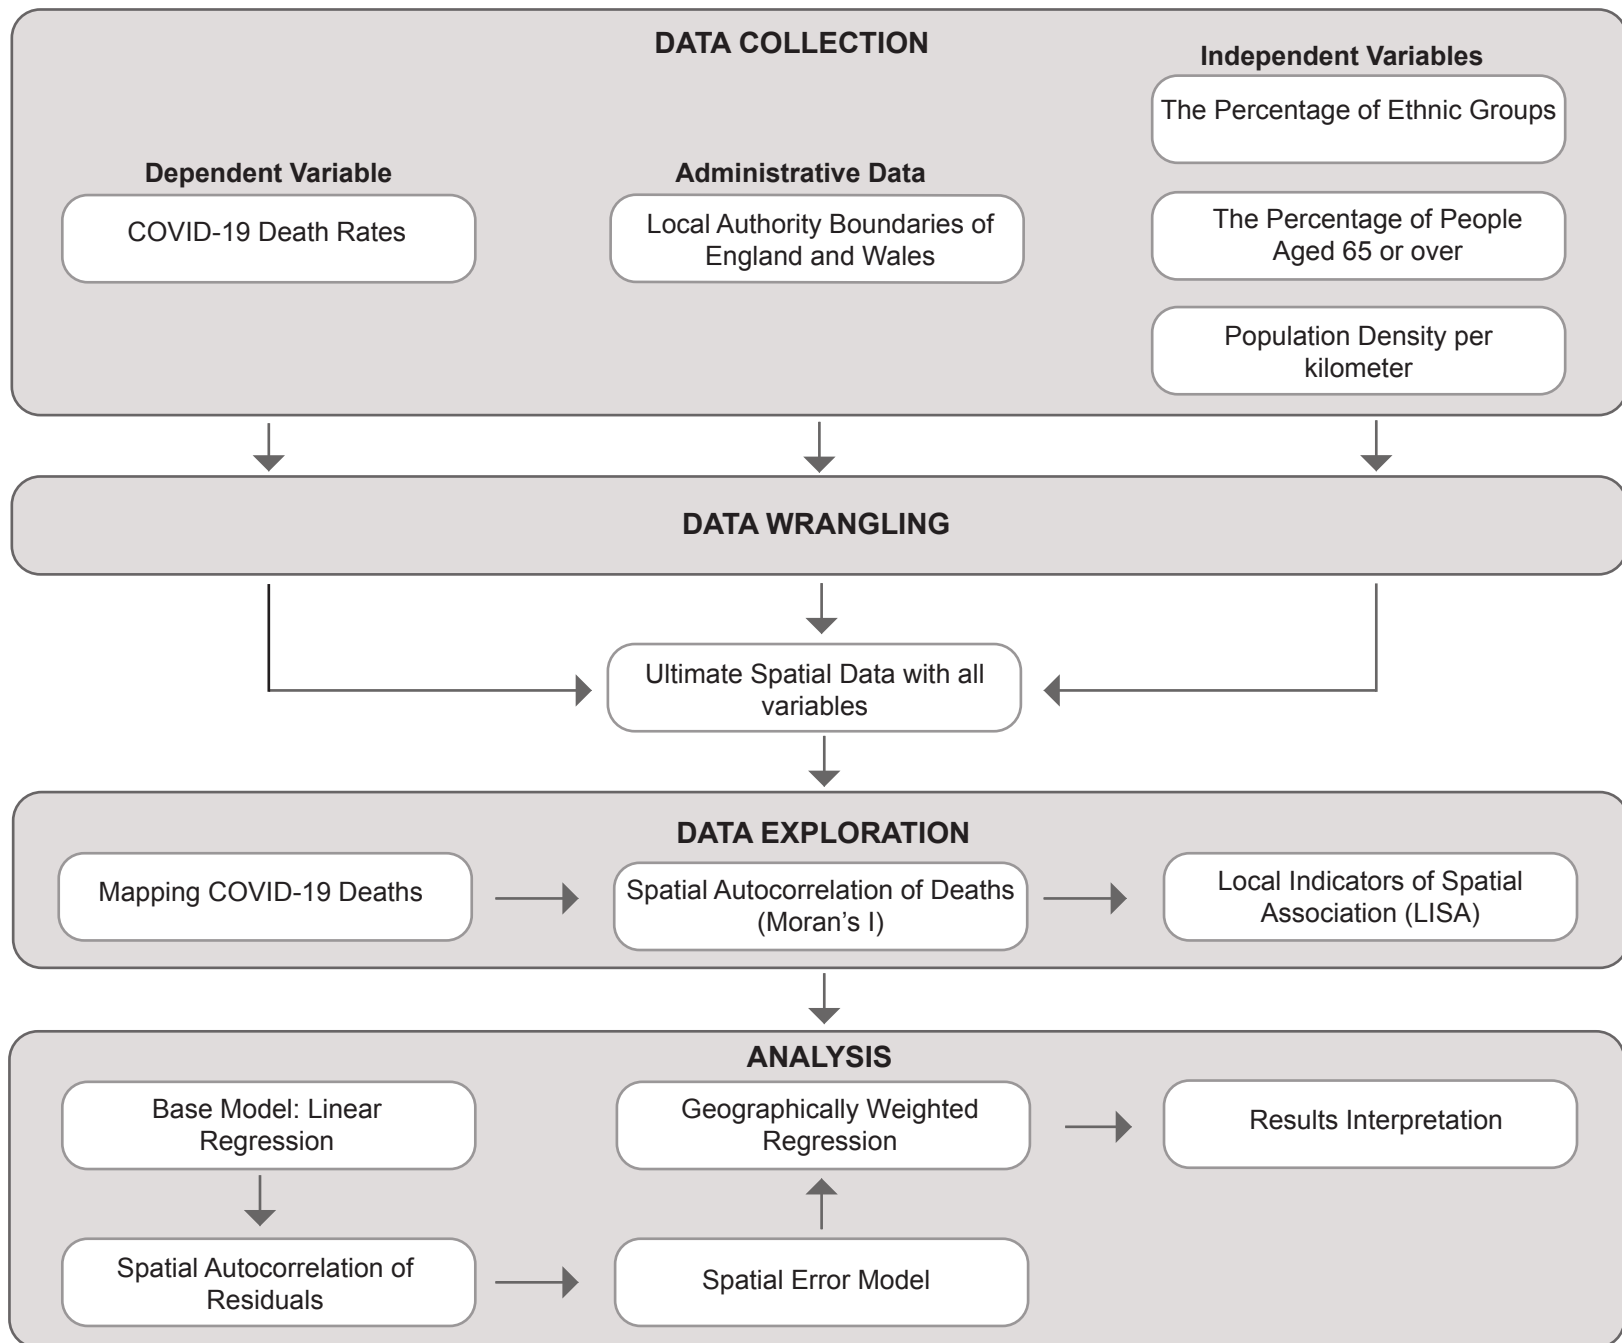 DATA COLLECTION
Dependent Variable
COVID-19 Death Rates
Administrative Data
Local Authority Boundaries of
England and Wales
Independent Variables
The Percentage of Ethnic Groups
The Percentage of People
Aged 65 or over
Population Density per
kilometer
DATA WRANGLING
Ultimate Spatial Data with all
variables
DATA EXPLORATION
Mapping COVID-19 Deaths
Spatial Autocorrelation of Deaths
(Moran’s I)
Local Indicators of Spatial
Association (LISA)
ANALYSIS
Base Model: Linear
Regression
Spatial Autocorrelation of
Residuals
Spatial Error Model
Geographically Weighted
Regression
Results Interpretation